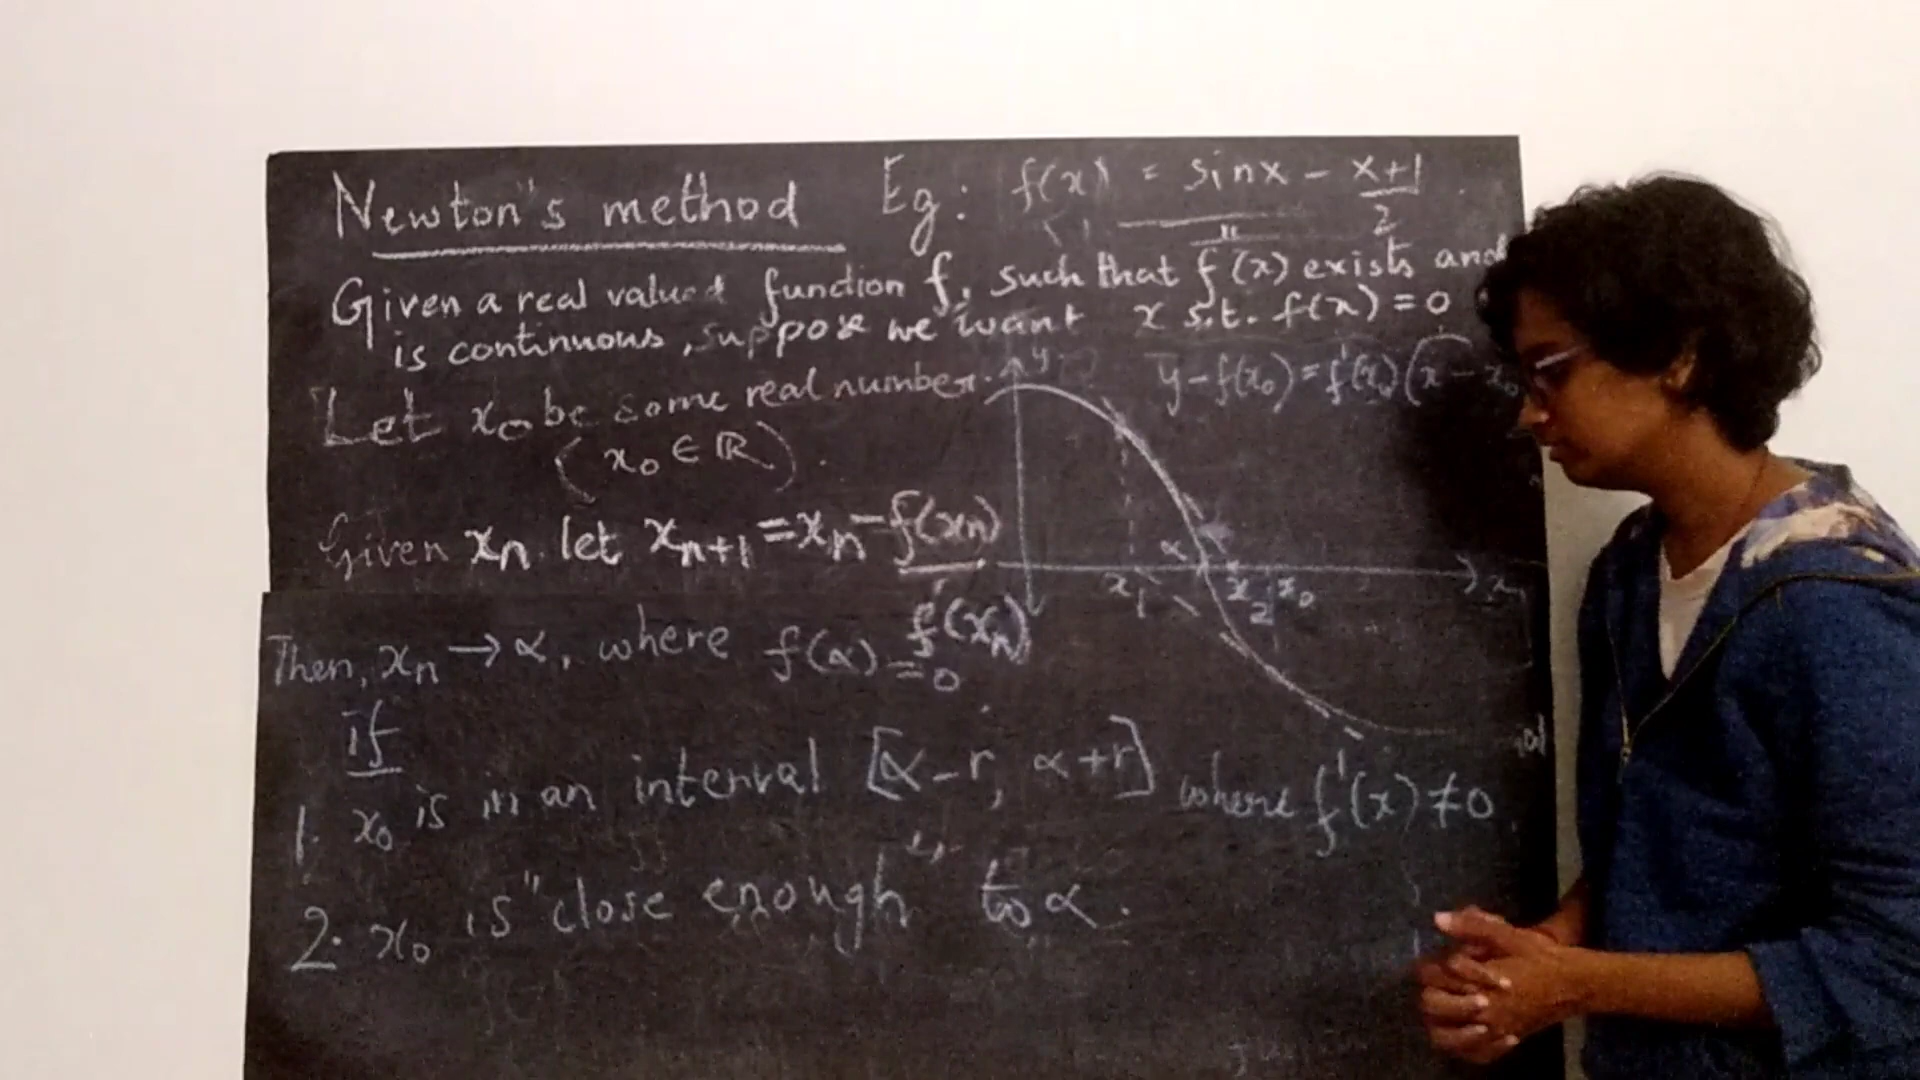 Newton's method
Eg: f(x) = sinx - (x+1)/2
Given a real valued function f, such that f''(x) exists and
is continuous, suppose we want x s.t. f(x) = 0
Let x₀ be some real number.
(x₀ ∈ ℝ).
y - f(x₀) = f'(x₀)(x - x₀
Given xₙ let xₙ₊₁ = xₙ - f(xₙ)/f'(xₙ)
y
α
x₁ x₂ x₀ x
Then, xₙ → α, where f(α) = 0
if
1. x₀ is in an interval [α-r, α+r] where f'(x) ≠ 0
2. x₀ is "close enough" to α.